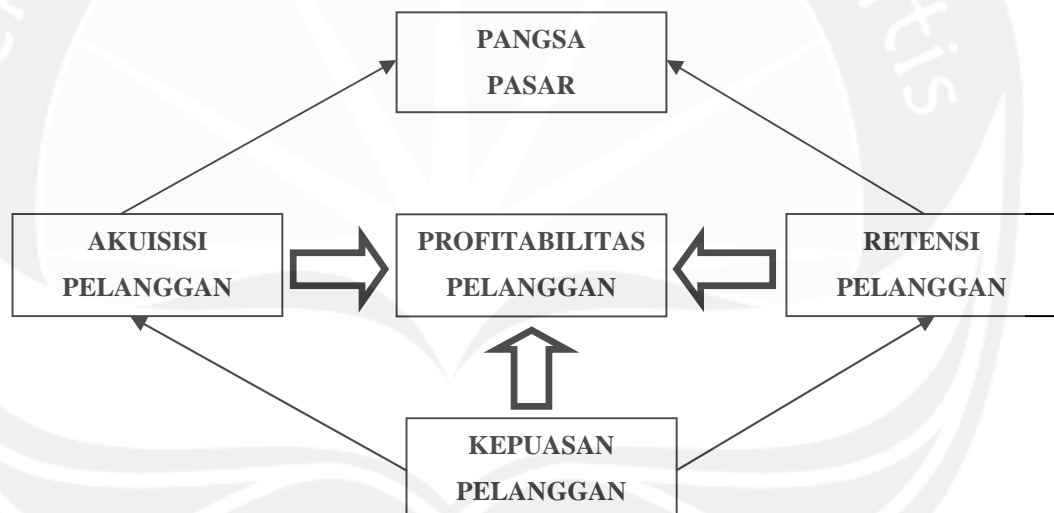 PANGSA
PASAR
AKUISISI
PELANGGAN
PROFITABILITAS
PELANGGAN
RETENSI
PELANGGAN
KEPUASAN
PELANGGAN